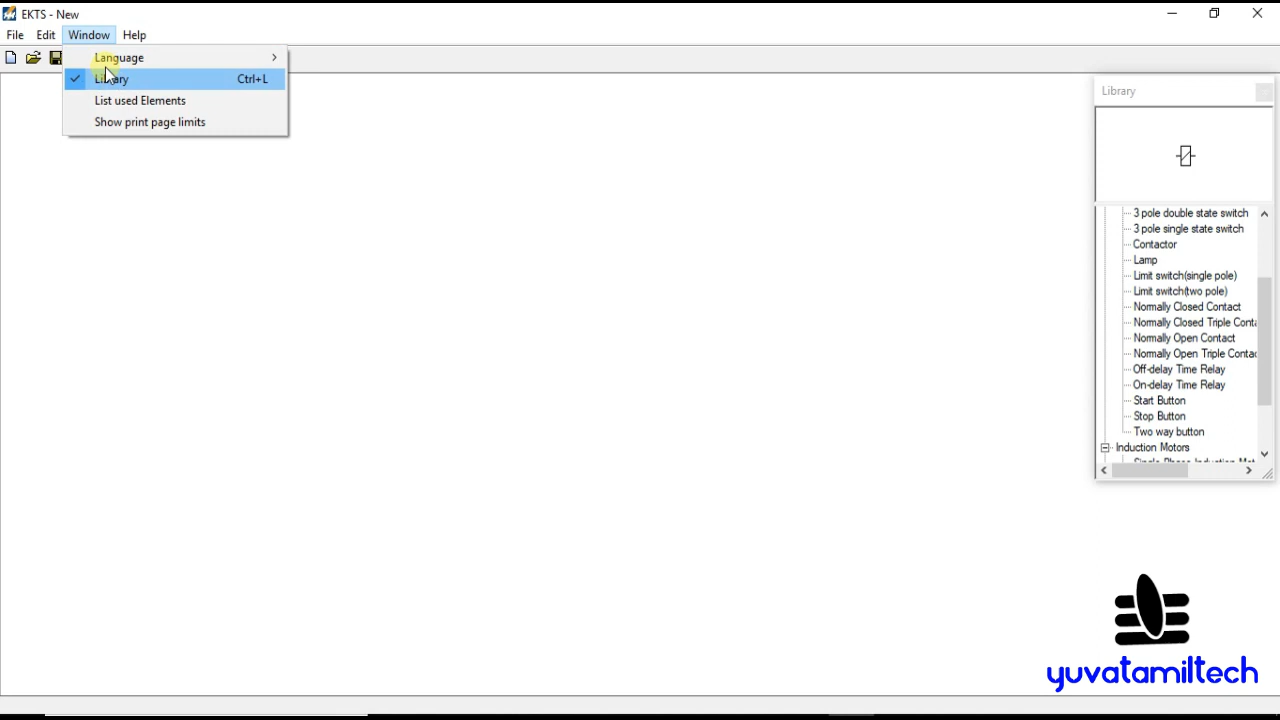 EKTS - New
File Edit Window Help
Language
Library Ctrl+L
List used Elements
Show print page limits
Library
3 pole double state switch
3 pole single state switch
Contactor
Lamp
Limit switch(single pole)
Limit switch(two pole)
Normally Closed Contact
Normally Closed Triple Conta
Normally Open Contact
Normally Open Triple Contac
Off-delay Time Relay
On-delay Time Relay
Start Button
Stop Button
Two way button
Induction Motors
yuvatamiltech